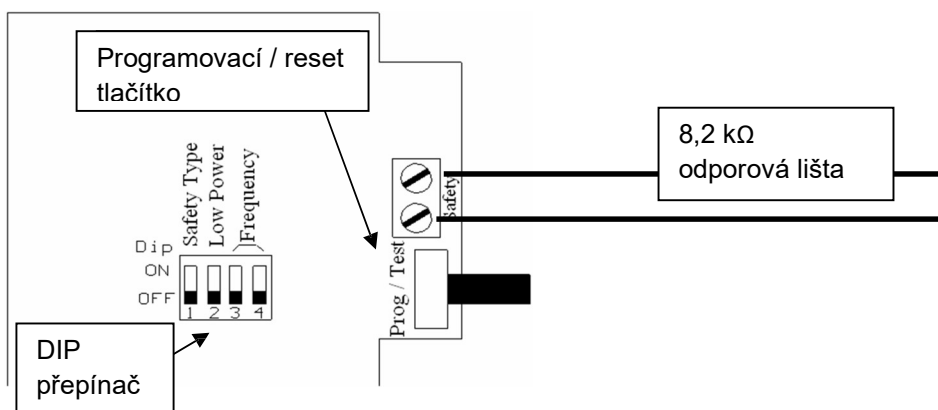 Programovací / reset
tlačítko
8,2 kΩ
odporová lišta
Safety Type
Low Power
Frequency
Safety
Prog / Test
Dip
ON
OFF
1 2 3 4
DIP
přepínač